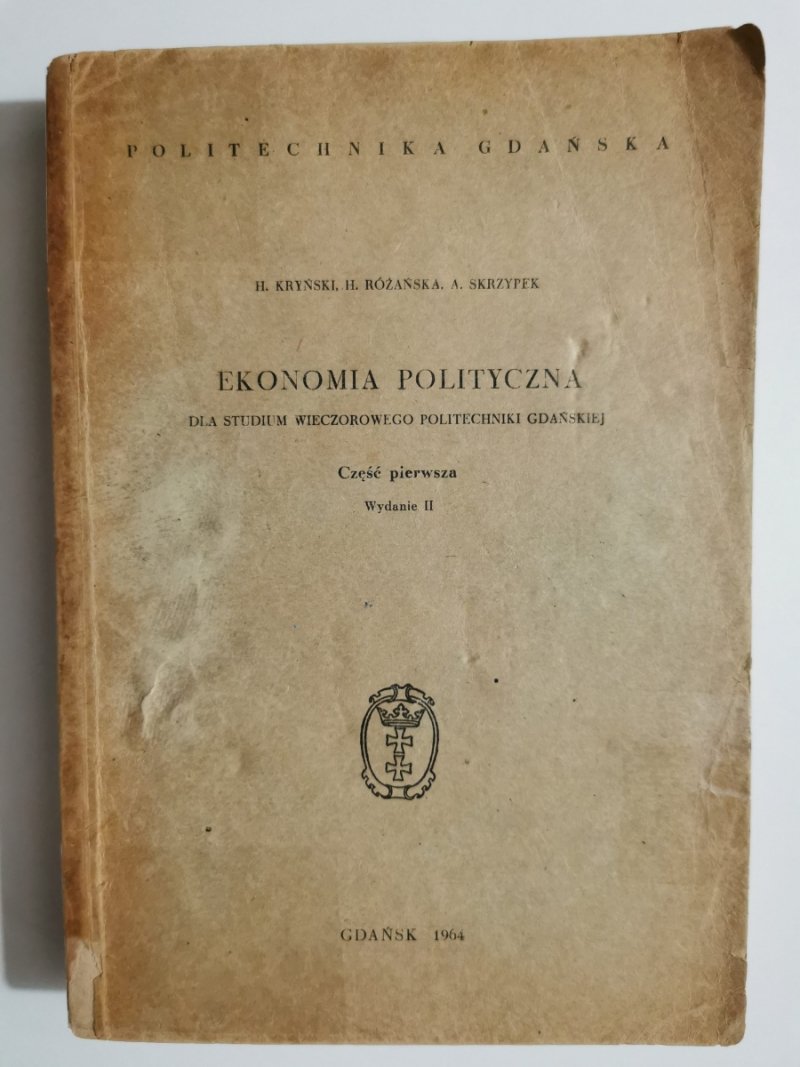 POLITECHNIKA GDAŃSKA
H. KRYŃSKI, H. RÓŻAŃSKA, A. SKRZYPEK
EKONOMIA POLITYCZNA
DLA STUDIUM WIECZOROWEGO POLITECHNIKI GDAŃSKIEJ
Część pierwsza
Wydanie II
GDAŃSK 1964